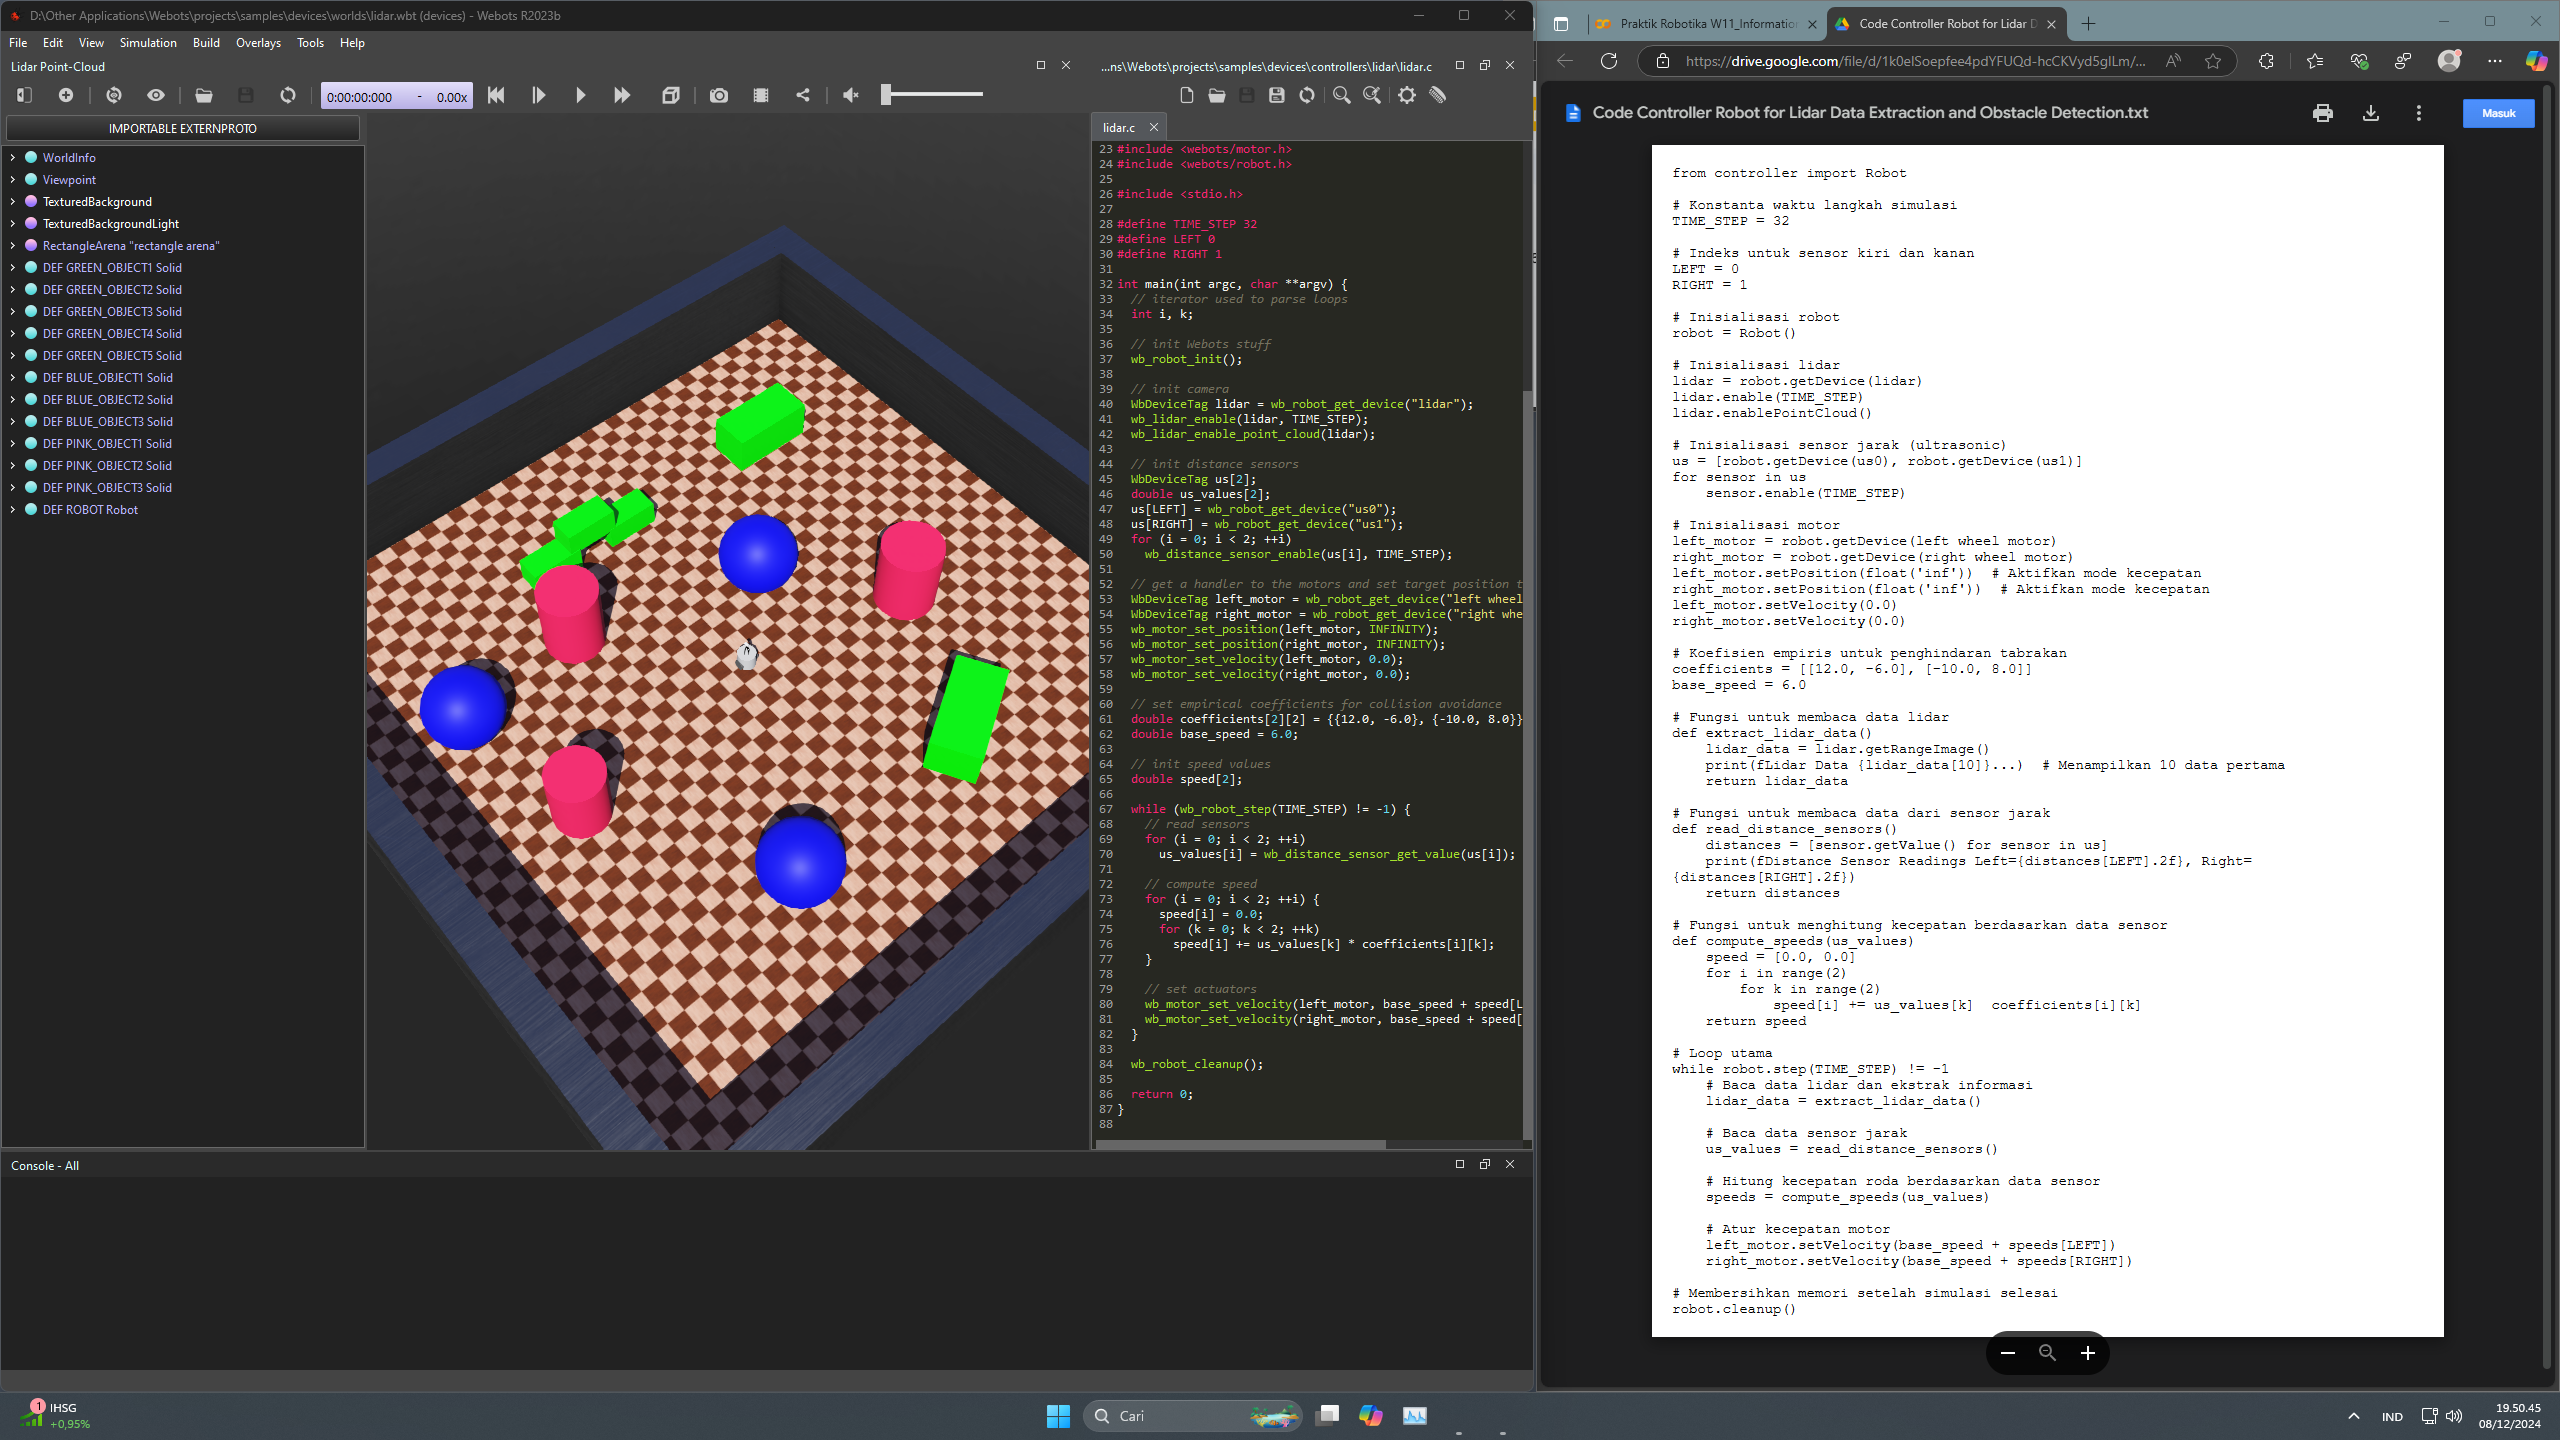 D:\Other Applications\Webots\projects\samples\devices\worlds\lidar.wbt (devices) - Webots R2023b
File Edit View Simulation Build Overlays Tools Help
Lidar Point-Cloud
0:00:00:000 - 0.00x
IMPORTABLE EXTERNPROTO
WorldInfo
Viewpoint
TexturedBackground
TexturedBackgroundLight
RectangleArena "rectangle arena"
DEF GREEN_OBJECT1 Solid
DEF GREEN_OBJECT2 Solid
DEF GREEN_OBJECT3 Solid
DEF GREEN_OBJECT4 Solid
DEF GREEN_OBJECT5 Solid
DEF BLUE_OBJECT1 Solid
DEF BLUE_OBJECT2 Solid
DEF BLUE_OBJECT3 Solid
DEF PINK_OBJECT1 Solid
DEF PINK_OBJECT2 Solid
DEF PINK_OBJECT3 Solid
DEF ROBOT Robot
...ns\Webots\projects\samples\devices\controllers\lidar\lidar.c
lidar.c
23 #include <webots/motor.h>
24 #include <webots/robot.h>
25
26 #include <stdio.h>
27
28 #define TIME_STEP 32
29 #define LEFT 0
30 #define RIGHT 1
31
32 int main(int argc, char **argv) {
33 // iterator used to parse loops
34 int i, k;
35
36 // init Webots stuff
37 wb_robot_init();
38
39 // init camera
40 WbDeviceTag lidar = wb_robot_get_device("lidar");
41 wb_lidar_enable(lidar, TIME_STEP);
42 wb_lidar_enable_point_cloud(lidar);
43
44 // init distance sensors
45 WbDeviceTag us[2];
46 double us_values[2];
47 us[LEFT] = wb_robot_get_device("us0");
48 us[RIGHT] = wb_robot_get_device("us1");
49 for (i = 0; i < 2; ++i)
50 wb_distance_sensor_enable(us[i], TIME_STEP);
51
52 // get a handler to the motors and set target position t
53 WbDeviceTag left_motor = wb_robot_get_device("left wheel
54 WbDeviceTag right_motor = wb_robot_get_device("right whe
55 wb_motor_set_position(left_motor, INFINITY);
56 wb_motor_set_position(right_motor, INFINITY);
57 wb_motor_set_velocity(left_motor, 0.0);
58 wb_motor_set_velocity(right_motor, 0.0);
59
60 // set empirical coefficients for collision avoidance
61 double coefficients[2][2] = {{12.0, -6.0}, {-10.0, 8.0}}
62 double base_speed = 6.0;
63
64 // init speed values
65 double speed[2];
66
67 while (wb_robot_step(TIME_STEP) != -1) {
68 // read sensors
69 for (i = 0; i < 2; ++i)
70 us_values[i] = wb_distance_sensor_get_value(us[i]);
71
72 // compute speed
73 for (i = 0; i < 2; ++i) {
74 speed[i] = 0.0;
75 for (k = 0; k < 2; ++k)
76 speed[i] += us_values[k] * coefficients[i][k];
77 }
78
79 // set actuators
80 wb_motor_set_velocity(left_motor, base_speed + speed[L
81 wb_motor_set_velocity(right_motor, base_speed + speed[
82 }
83
84 wb_robot_cleanup();
85
86 return 0;
87 }
88
Console - All
Praktik Robotika W11_Information
Code Controller Robot for Lidar D
https://drive.google.com/file/d/1k0elSoepfee4pdYFUQd-hcCKVyd5glLm/...
Code Controller Robot for Lidar Data Extraction and Obstacle Detection.txt
Masuk
from controller import Robot
# Konstanta waktu langkah simulasi
TIME_STEP = 32
# Indeks untuk sensor kiri dan kanan
LEFT = 0
RIGHT = 1
# Inisialisasi robot
robot = Robot()
# Inisialisasi lidar
lidar = robot.getDevice(lidar)
lidar.enable(TIME_STEP)
lidar.enablePointCloud()
# Inisialisasi sensor jarak (ultrasonic)
us = [robot.getDevice(us0), robot.getDevice(us1)]
for sensor in us
sensor.enable(TIME_STEP)
# Inisialisasi motor
left_motor = robot.getDevice(left wheel motor)
right_motor = robot.getDevice(right wheel motor)
left_motor.setPosition(float('inf')) # Aktifkan mode kecepatan
right_motor.setPosition(float('inf')) # Aktifkan mode kecepatan
left_motor.setVelocity(0.0)
right_motor.setVelocity(0.0)
# Koefisien empiris untuk penghindaran tabrakan
coefficients = [[12.0, -6.0], [-10.0, 8.0]]
base_speed = 6.0
# Fungsi untuk membaca data lidar
def extract_lidar_data()
lidar_data = lidar.getRangeImage()
print(fLidar Data {lidar_data[10]}...) # Menampilkan 10 data pertama
return lidar_data
# Fungsi untuk membaca data dari sensor jarak
def read_distance_sensors()
distances = [sensor.getValue() for sensor in us]
print(fDistance Sensor Readings Left={distances[LEFT].2f}, Right=
{distances[RIGHT].2f})
return distances
# Fungsi untuk menghitung kecepatan berdasarkan data sensor
def compute_speeds(us_values)
speed = [0.0, 0.0]
for i in range(2)
for k in range(2)
speed[i] += us_values[k] coefficients[i][k]
return speed
# Loop utama
while robot.step(TIME_STEP) != -1
# Baca data lidar dan ekstrak informasi
lidar_data = extract_lidar_data()
# Baca data sensor jarak
us_values = read_distance_sensors()
# Hitung kecepatan roda berdasarkan data sensor
speeds = compute_speeds(us_values)
# Atur kecepatan motor
left_motor.setVelocity(base_speed + speeds[LEFT])
right_motor.setVelocity(base_speed + speeds[RIGHT])
# Membersihkan memori setelah simulasi selesai
robot.cleanup()
1
IHSG
+0,95%
Cari
IND
19.50.45
08/12/2024